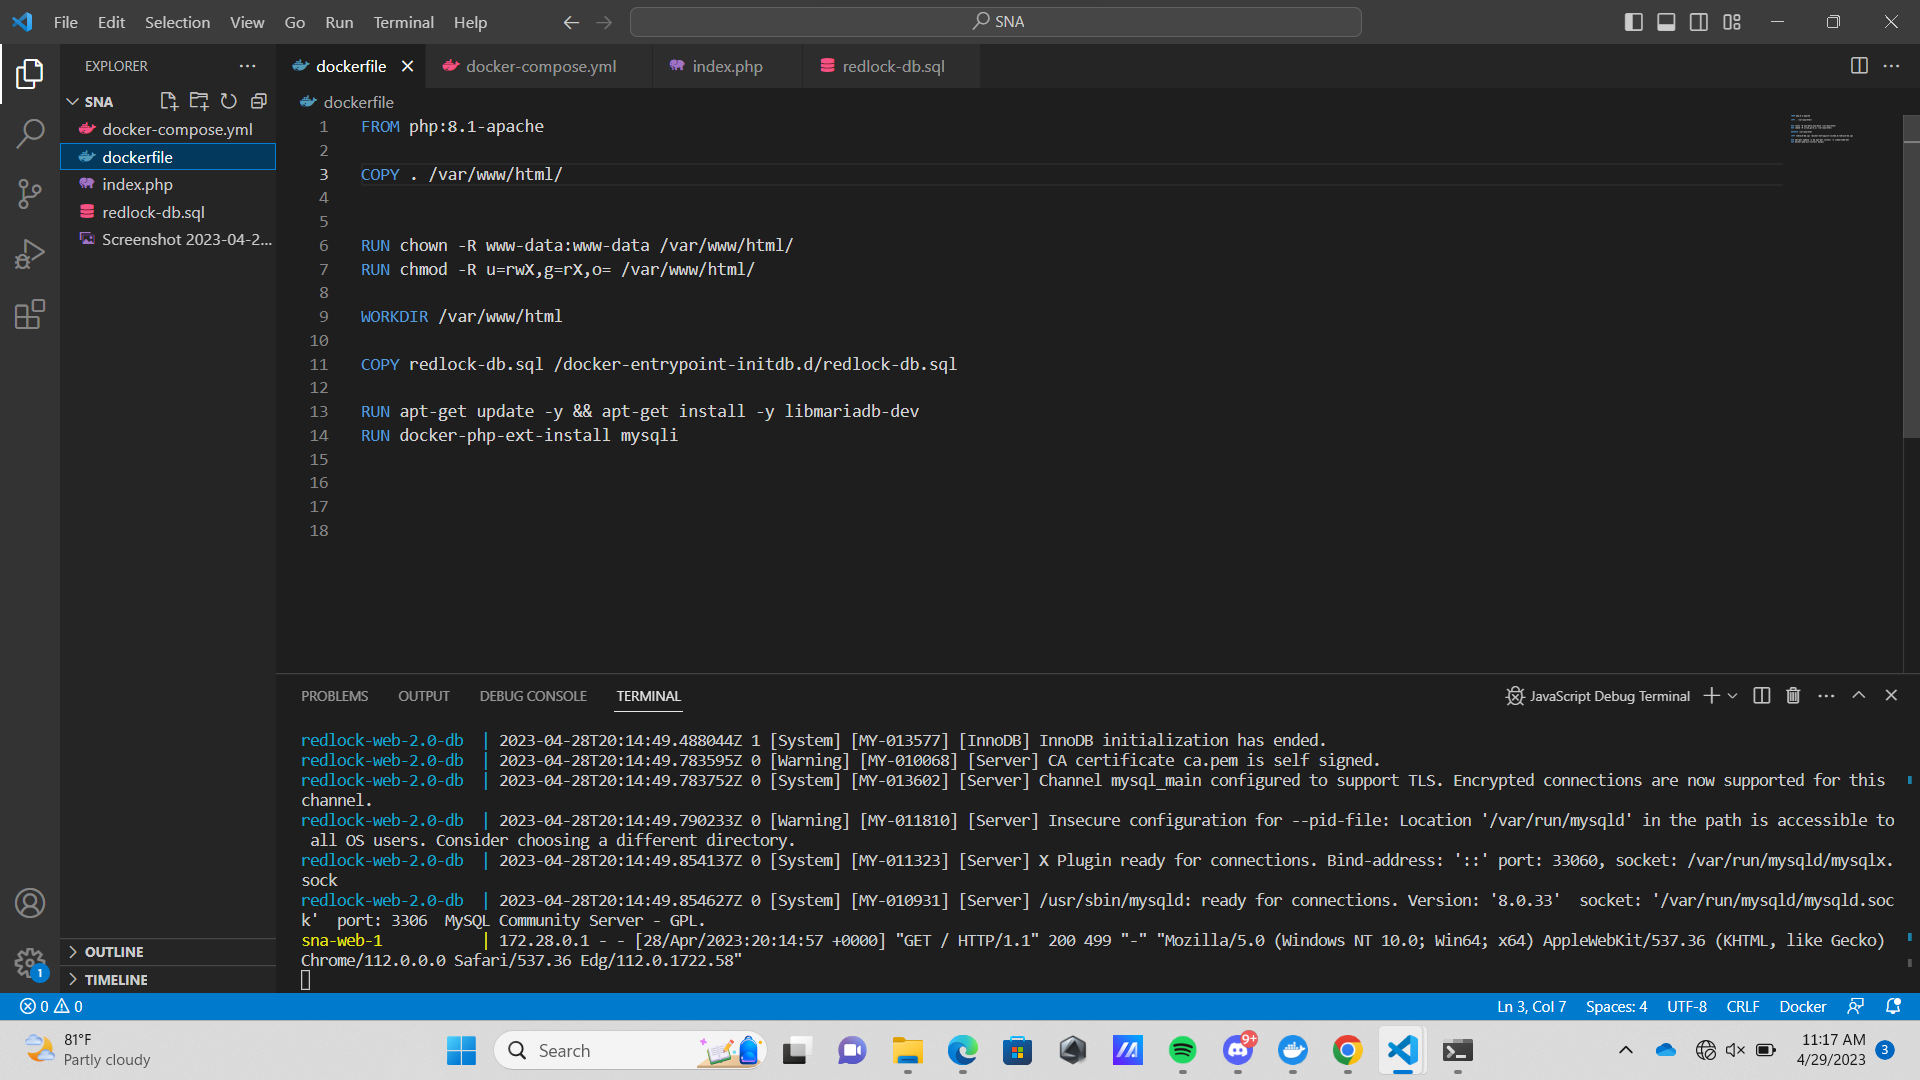 File Edit Selection View Go Run Terminal Help
SNA
EXPLORER
SNA
docker-compose.yml
dockerfile
index.php
redlock-db.sql
Screenshot 2023-04-2...
OUTLINE
TIMELINE
dockerfile
docker-compose.yml
index.php
redlock-db.sql
dockerfile
1 FROM php:8.1-apache
2
3 COPY . /var/www/html/
4
5
6 RUN chown -R www-data:www-data /var/www/html/
7 RUN chmod -R u=rwX,g=rX,o= /var/www/html/
8
9 WORKDIR /var/www/html
10
11 COPY redlock-db.sql /docker-entrypoint-initdb.d/redlock-db.sql
12
13 RUN apt-get update -y && apt-get install -y libmariadb-dev
14 RUN docker-php-ext-install mysqli
15
16
17
18
PROBLEMS OUTPUT DEBUG CONSOLE TERMINAL
JavaScript Debug Terminal
redlock-web-2.0-db | 2023-04-28T20:14:49.488044Z 1 [System] [MY-013577] [InnoDB] InnoDB initialization has ended.
redlock-web-2.0-db | 2023-04-28T20:14:49.783595Z 0 [Warning] [MY-010068] [Server] CA certificate ca.pem is self signed.
redlock-web-2.0-db | 2023-04-28T20:14:49.783752Z 0 [System] [MY-013602] [Server] Channel mysql_main configured to support TLS. Encrypted connections are now supported for this
channel.
redlock-web-2.0-db | 2023-04-28T20:14:49.790233Z 0 [Warning] [MY-011810] [Server] Insecure configuration for --pid-file: Location '/var/run/mysqld' in the path is accessible to
all OS users. Consider choosing a different directory.
redlock-web-2.0-db | 2023-04-28T20:14:49.854137Z 0 [System] [MY-011323] [Server] X Plugin ready for connections. Bind-address: '::' port: 33060, socket: /var/run/mysqld/mysqlx.
sock
redlock-web-2.0-db | 2023-04-28T20:14:49.854627Z 0 [System] [MY-010931] [Server] /usr/sbin/mysqld: ready for connections. Version: '8.0.33'  socket: '/var/run/mysqld/mysqld.soc
k'  port: 3306  MySQL Community Server - GPL.
sna-web-1 | 172.28.0.1 - - [28/Apr/2023:20:14:57 +0000] "GET / HTTP/1.1" 200 499 "-" "Mozilla/5.0 (Windows NT 10.0; Win64; x64) AppleWebKit/537.36 (KHTML, like Gecko)
Chrome/112.0.0.0 Safari/537.36 Edg/112.0.1722.58"
1
0 0
Ln 3, Col 7 Spaces: 4 UTF-8 CRLF Docker
81°F
Partly cloudy
Search
9+
11:17 AM
4/29/2023
3